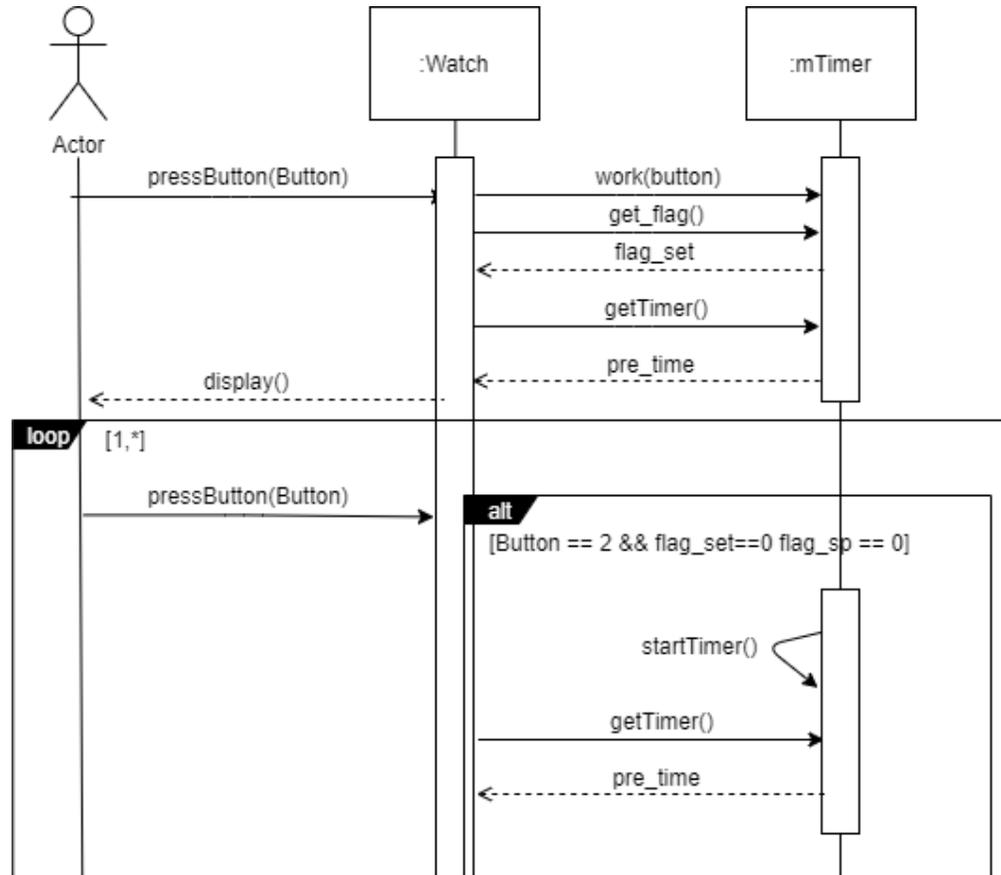 :Watch
:mTimer
Actor
pressButton(Button)
work(button)
get_flag()
flag_set
getTimer()
pre_time
display()
loop
[1,*]
pressButton(Button)
alt
[Button == 2 && flag_set==0 flag_sp == 0]
startTimer()
getTimer()
pre_time